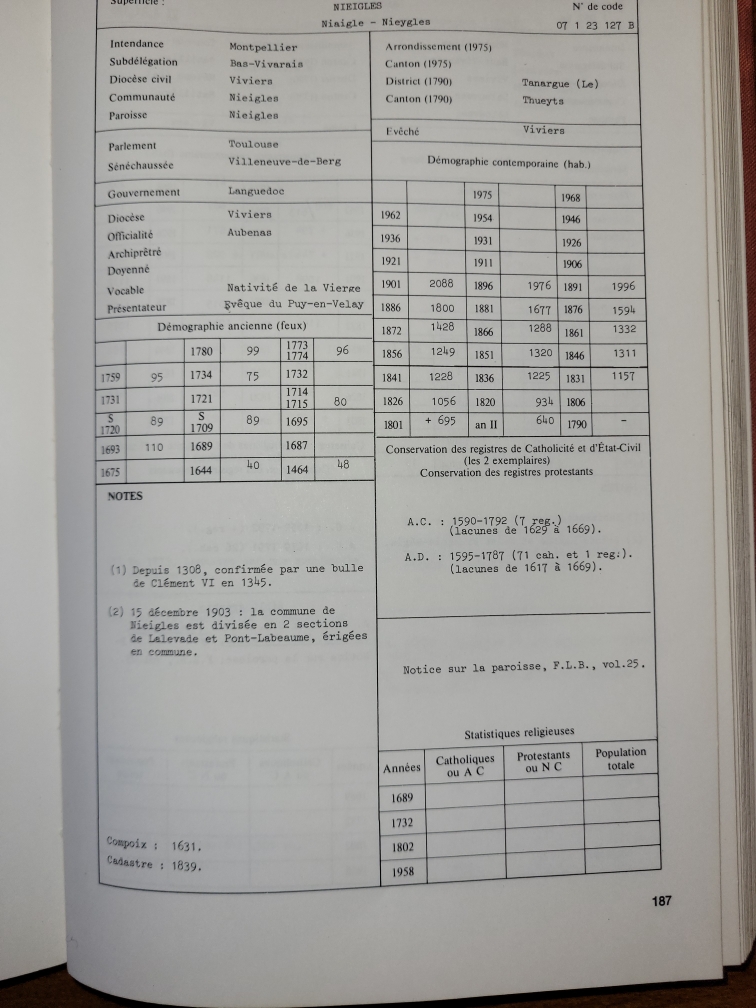 Superficie :
NIEIGLES
N° de code
Niaigle - Nieygles
07 1 23 127 B
Intendance Montpellier
Subdélégation Bas-Vivarais
Diocèse civil Viviers
Communauté Nieigles
Paroisse Nieigles
Parlement Toulouse
Sénéchaussée Villeneuve-de-Berg
Gouvernement Languedoc
Diocèse Viviers
Officialité Aubenas
Archiprêtré
Doyenné
Vocable Nativité de la Vierge
Présentateur Evêque du Puy-en-Velay
Démographie ancienne (feux)
1780 99 1773 1774 96
1759 95 1734 75 1732
1731 1721 1714 1715 80
S 1720 89 S 1709 89 1695
1693 110 1689 1687
1675 1644 40 1464 48
NOTES
(1) Depuis 1308, confirmée par une bulle
de Clément VI en 1345.
(2) 15 décembre 1903 : la commune de
Nieigles est divisée en 2 sections
de Lalevade et Pont-Labeaume, érigées
en commune.
Compoix : 1631.
Cadastre : 1839.
Arrondissement (1975)
Canton (1975)
District (1790) Tanargue (Le)
Canton (1790) Thueyts
Evêché Viviers
Démographie contemporaine (hab.)
1975 1968
1962 1954 1946
1936 1931 1926
1921 1911 1906
1901 2088 1896 1976 1891 1996
1886 1800 1881 1677 1876 1594
1872 1428 1866 1288 1861 1332
1856 1249 1851 1320 1846 1311
1841 1228 1836 1225 1831 1157
1826 1056 1820 934 1806
1801 + 695 an II 640 1790 -
Conservation des registres de Catholicité et d'État-Civil
(les 2 exemplaires)
Conservation des registres protestants
A.C. : 1590-1792 (7 reg.)
(lacunes de 1629 à 1669).
A.D. : 1595-1787 (71 cah. et 1 reg.).
(lacunes de 1617 à 1669).
Notice sur la paroisse, F.L.B., vol.25.
Statistiques religieuses
Années Catholiques ou A C Protestants ou N C Population totale
1689
1732
1802
1958
187